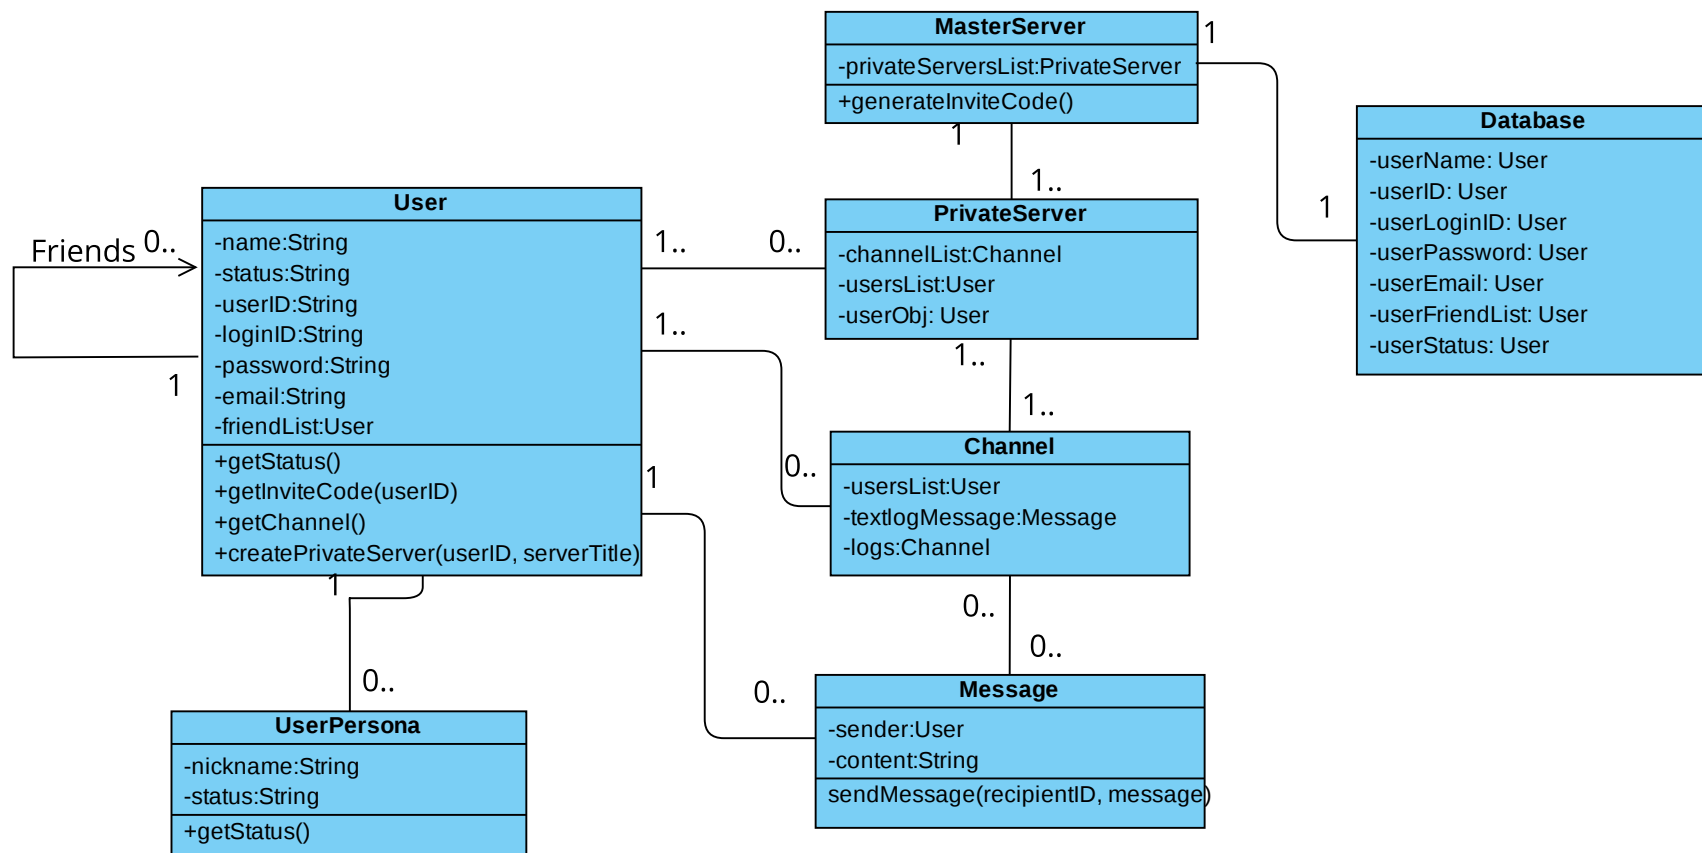 MasterServer
-privateServersList:PrivateServer
+generateInviteCode()
1
1
1..
1
Database
-userName: User
-userID: User
-userLoginID: User
-userPassword: User
-userEmail: User
-userFriendList: User
-userStatus: User
User
-name:String
-status:String
-userID:String
-loginID:String
-password:String
-email:String
-friendList:User
+getStatus()
+getInviteCode(userID)
+getChannel()
+createPrivateServer(userID, serverTitle)
Friends
0..
1
1..
0..
PrivateServer
-channelList:Channel
-usersList:User
-userObj: User
1..
0..
1..
1..
Channel
-usersList:User
-textlogMessage:Message
-logs:Channel
1
0..
0..
0..
Message
-sender:User
-content:String
sendMessage(recipientID, message)
1
0..
UserPersona
-nickname:String
-status:String
+getStatus()